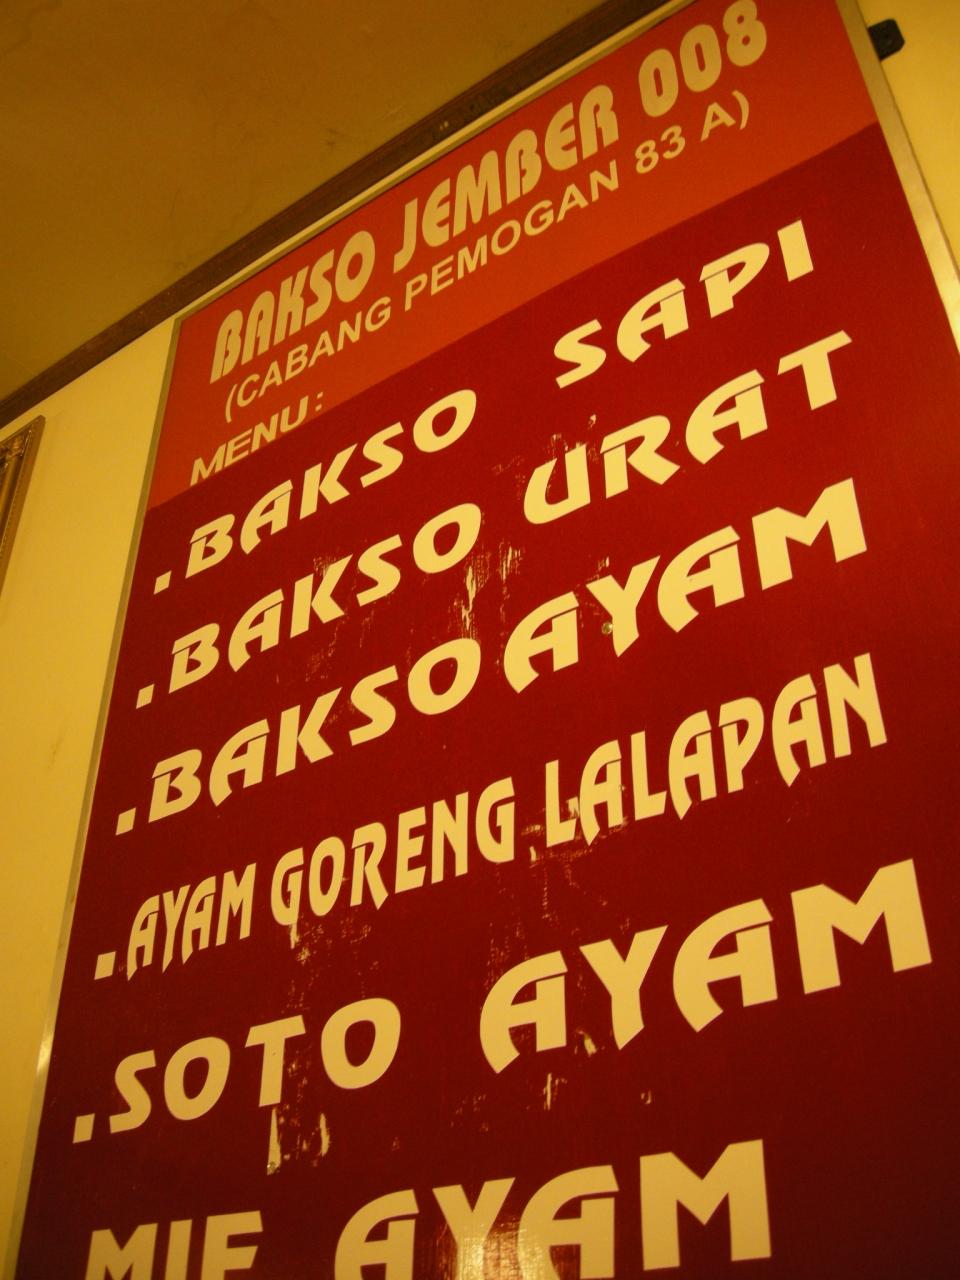 BAKSO JEMBER 008
(CABANG PEMOGAN 83 A)
MENU:
. BAKSO SAPI
. BAKSO URAT
. BAKSO AYAM
. AYAM GORENG LALAPAN
. SOTO AYAM
MIE AYAM